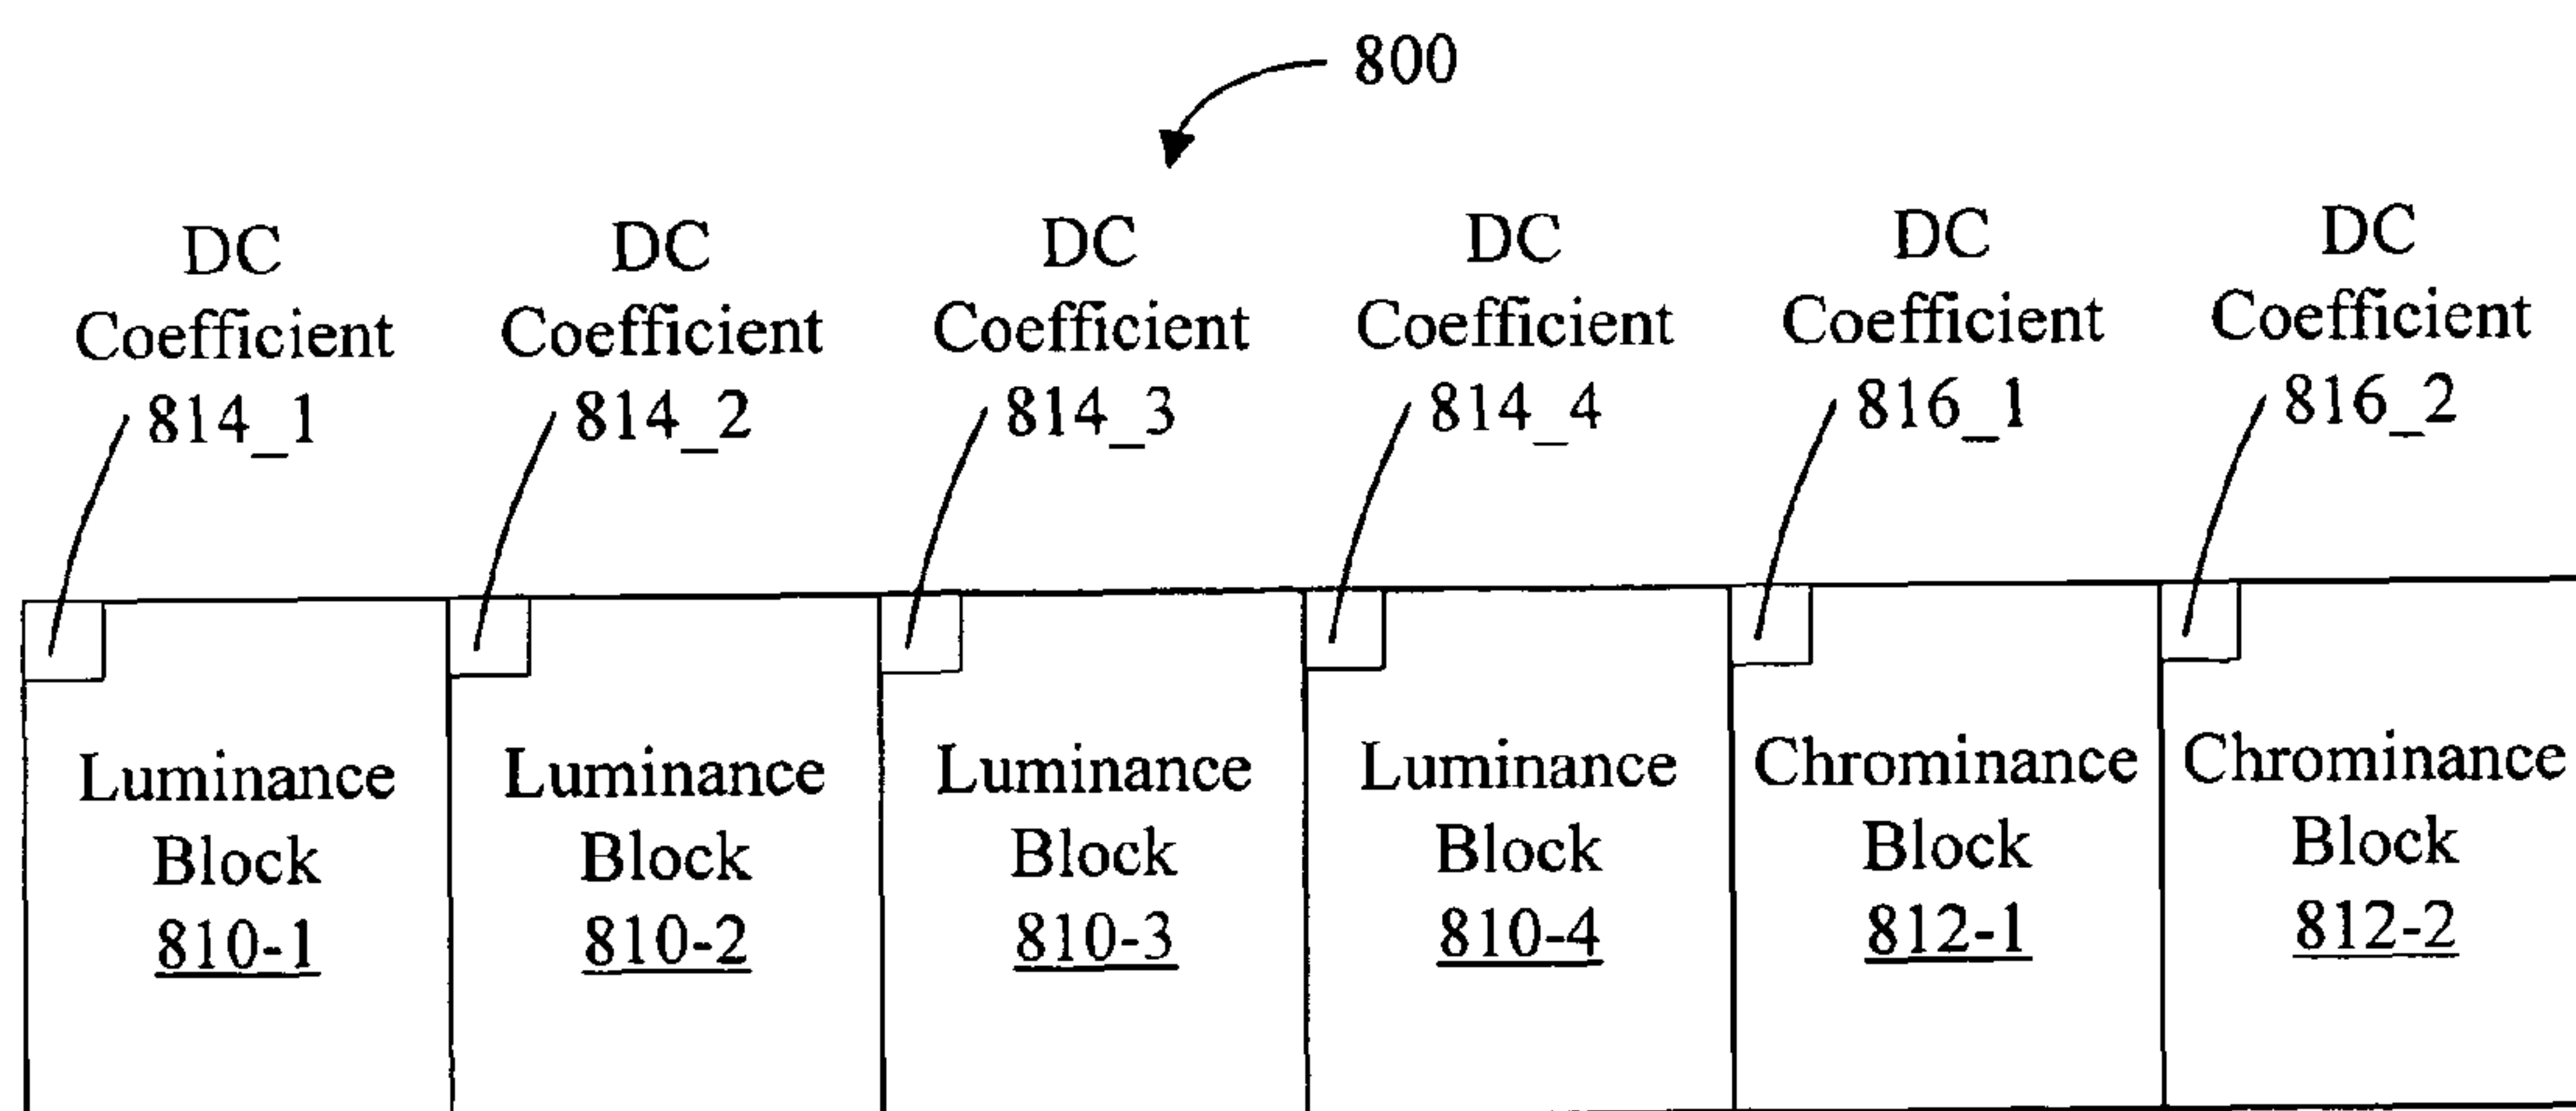 800
DC
Coefficient
814_1
DC
Coefficient
814_2
DC
Coefficient
814_3
DC
Coefficient
814_4
DC
Coefficient
816_1
DC
Coefficient
816_2
Luminance
Block
810-1
Luminance
Block
810-2
Luminance
Block
810-3
Luminance
Block
810-4
Chrominance
Block
812-1
Chrominance
Block
812-2